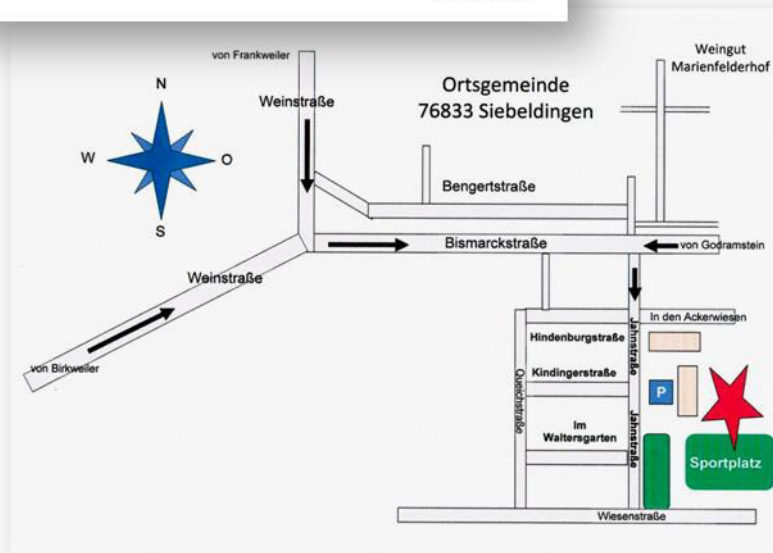 von Frankweiler
Weinstraße
Ortsgemeinde
76833 Siebeldingen
Weingut
Marienfelderhof
N
W
O
S
Bengertstraße
Bismarckstraße
von Godramstein
Weinstraße
von Birkweiler
In den Ackerwiesen
Hindenburgstraße
Jahnstraße
Kindingerstraße
Queichstraße
P
Im
Waltersgarten
Jahnstraße
Sportplatz
Wiesenstraße